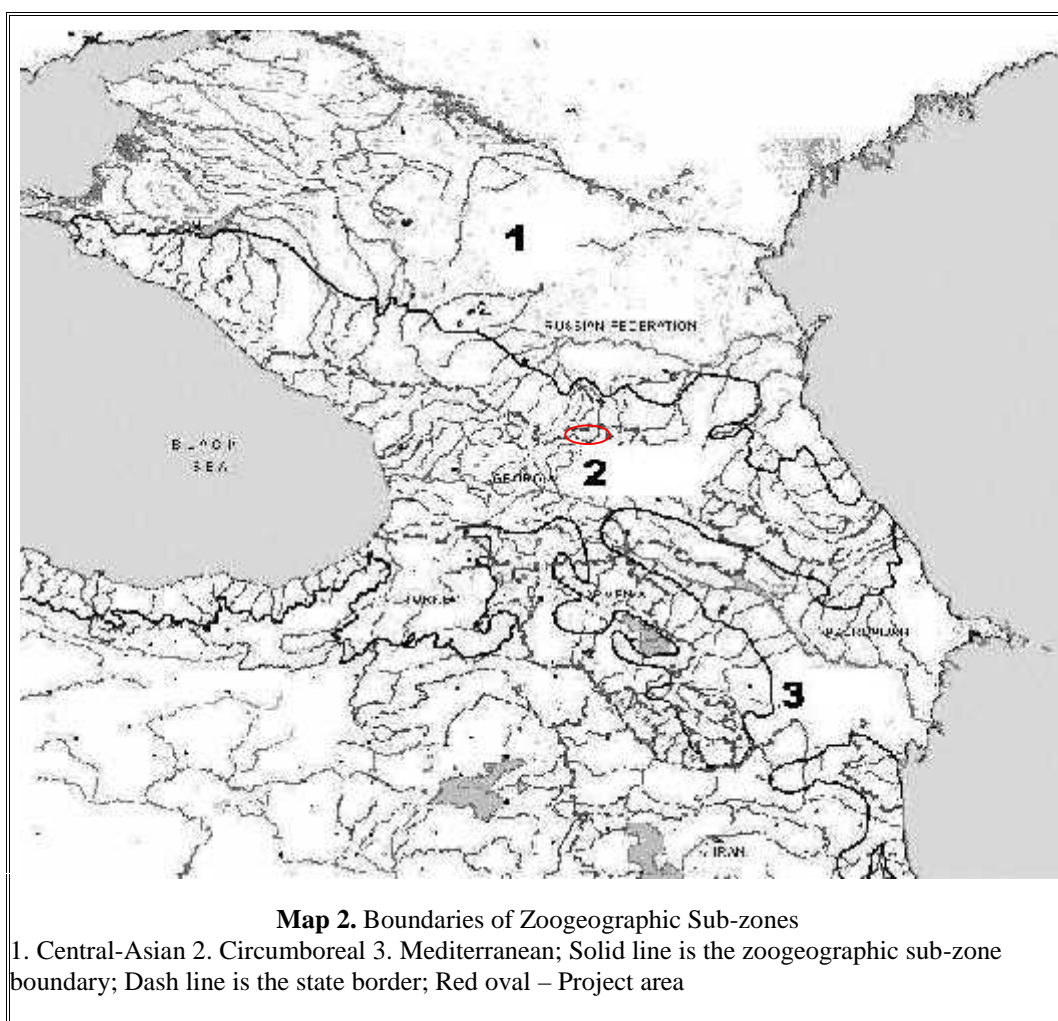 1
RUSSIAN FEDERATION
BLACK
SEA
2
GEORGIA
3
IRAN
Map 2. Boundaries of Zoogeographic Sub-zones
1. Central-Asian 2. Circumboreal 3. Mediterranean; Solid line is the zoogeographic sub-zone
boundary; Dash line is the state border; Red oval – Project area